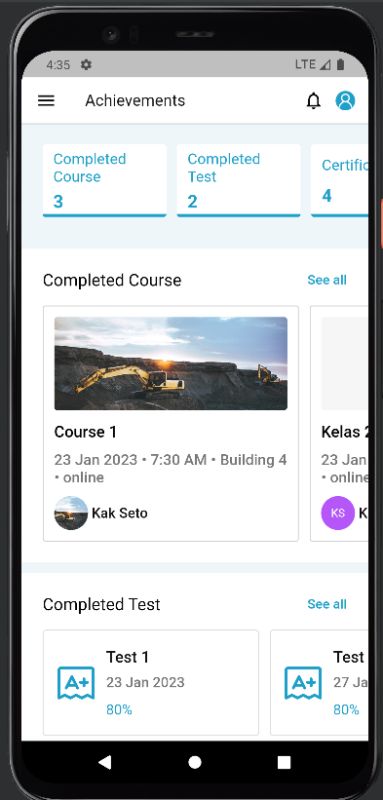 4:35 LTE
Achievements
Completed
Course
3
Completed
Test
2
Certific
4
Completed Course See all
Course 1
23 Jan 2023 • 7:30 AM • Building 4
• online
Kak Seto
Kelas 2
23 Jan
• online
KS K
Completed Test See all
A+
Test 1
23 Jan 2023
80%
A+
Test
27 Ja
80%